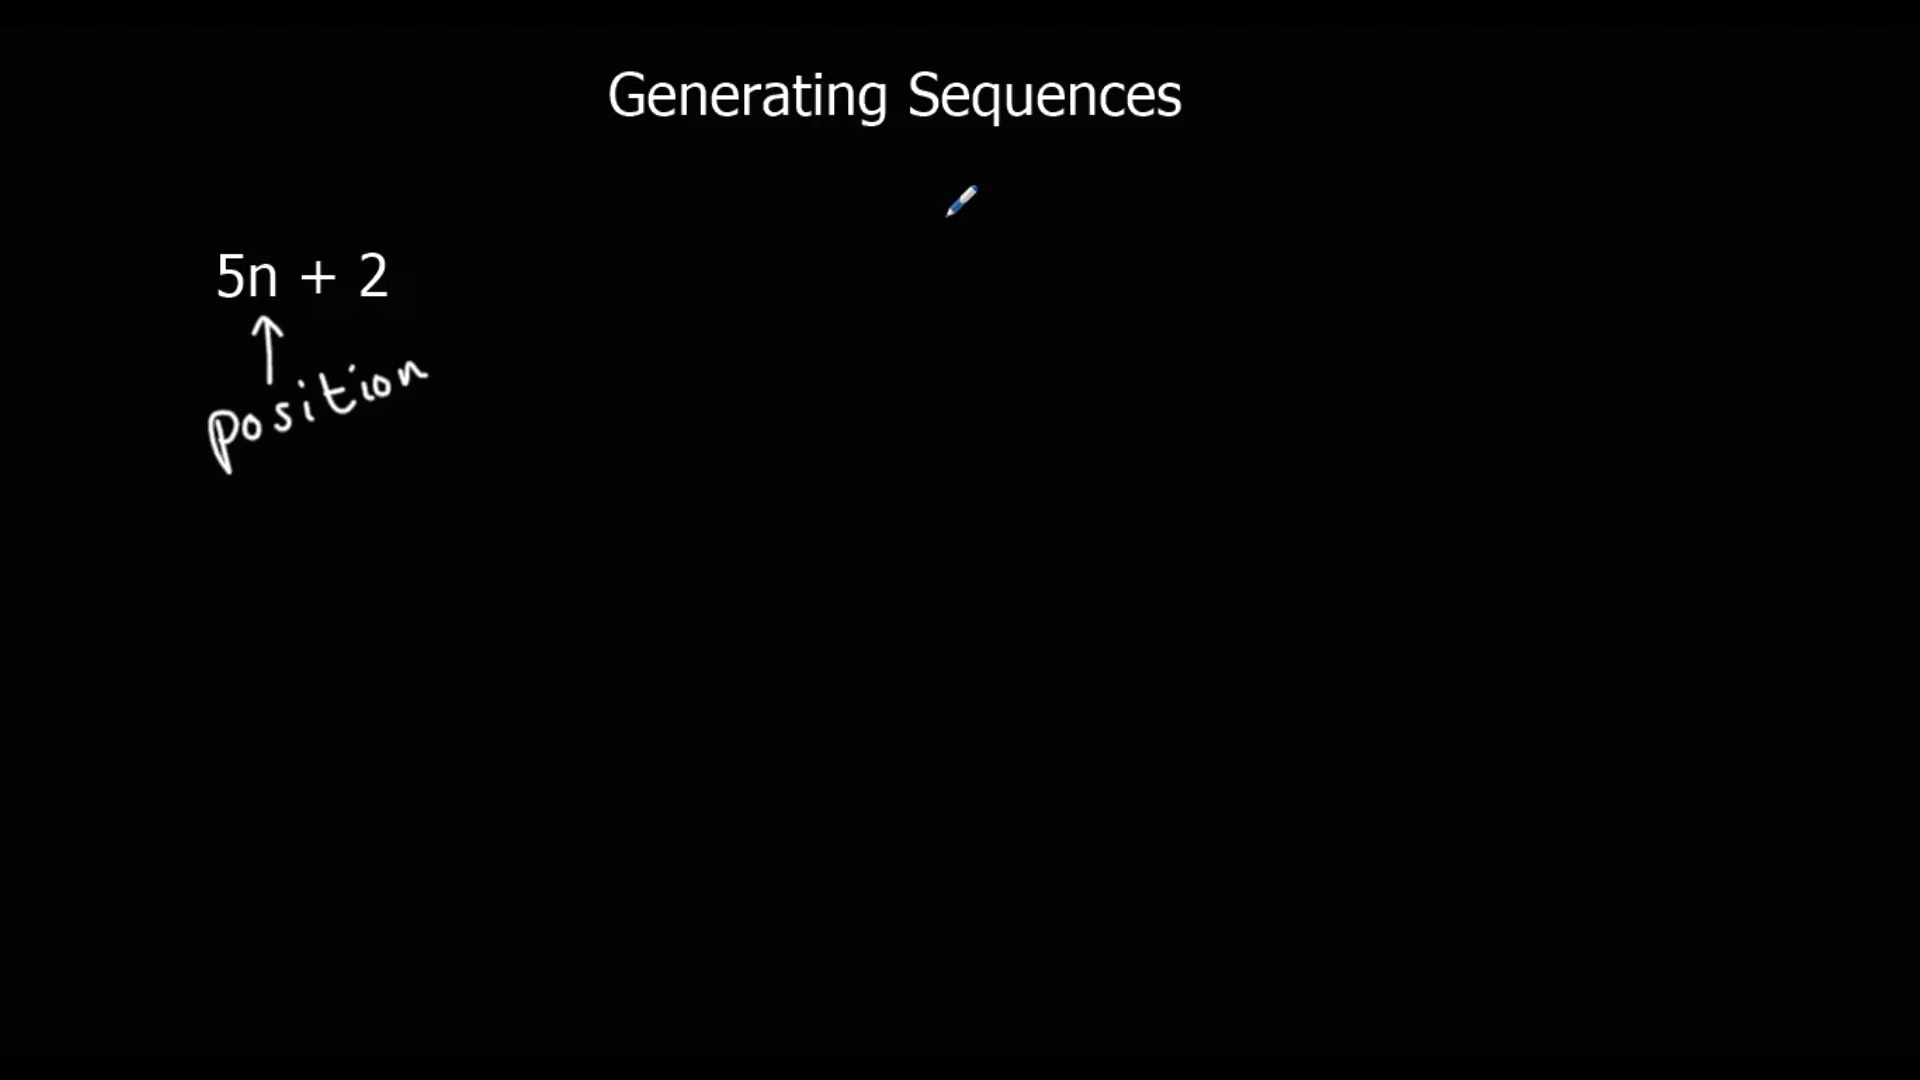 Generating Sequences
5n + 2
position